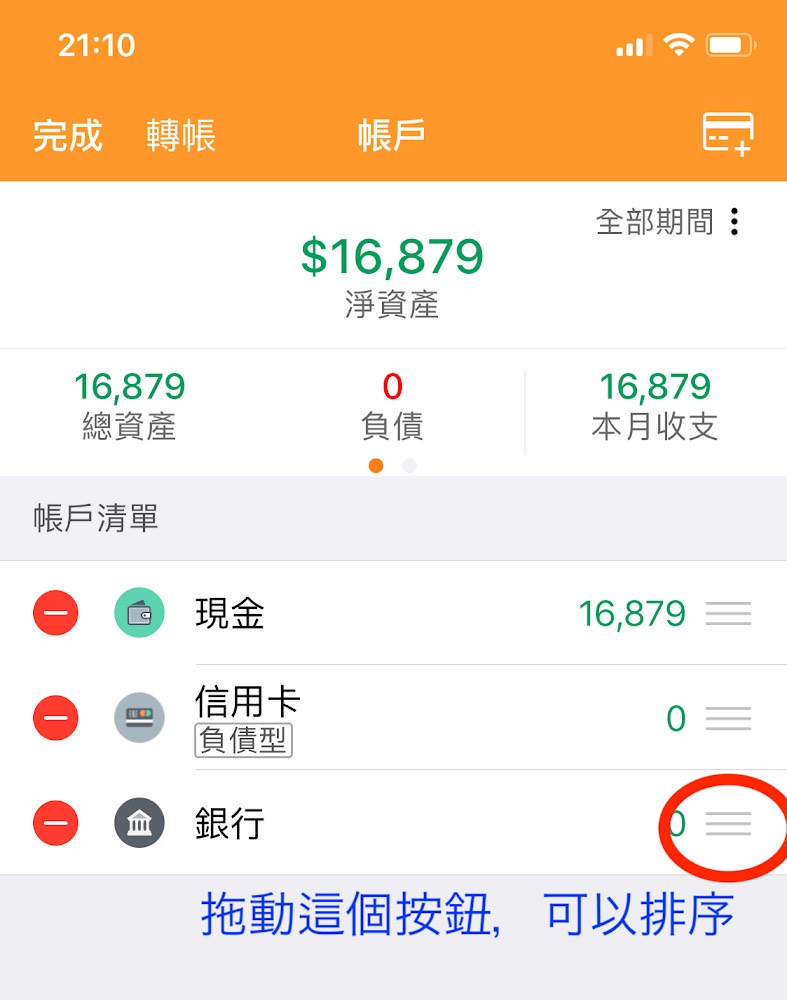 21:10
完成 轉帳 帳戶
全部期間
$16,879
淨資產
16,879 0 16,879
總資產 負債 本月收支
帳戶清單
現金 16,879
信用卡 0
負債型
銀行 0
拖動這個按鈕, 可以排序